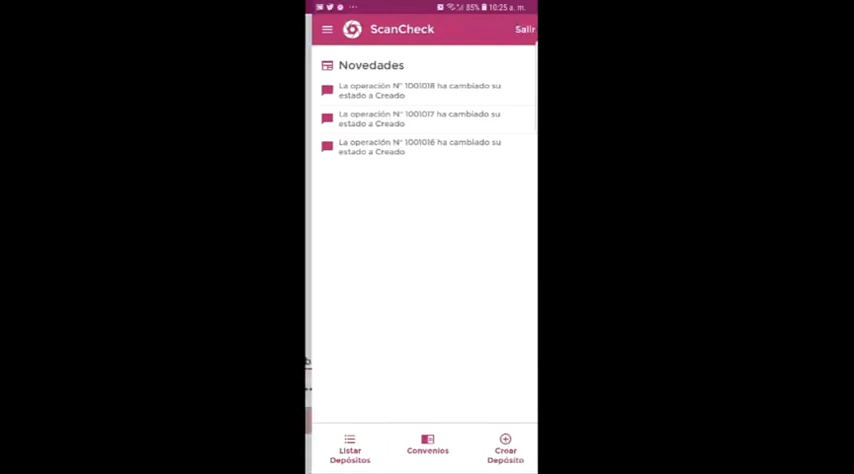 85% 10:25 a. m.
ScanCheck
Salir
Novedades
La operación N° 1001018 ha cambiado su
estado a Creado
La operación N° 1001017 ha cambiado su
estado a Creado
La operación N° 1001016 ha cambiado su
estado a Creado
Listar
Depósitos
Convenios
Crear
Depósito